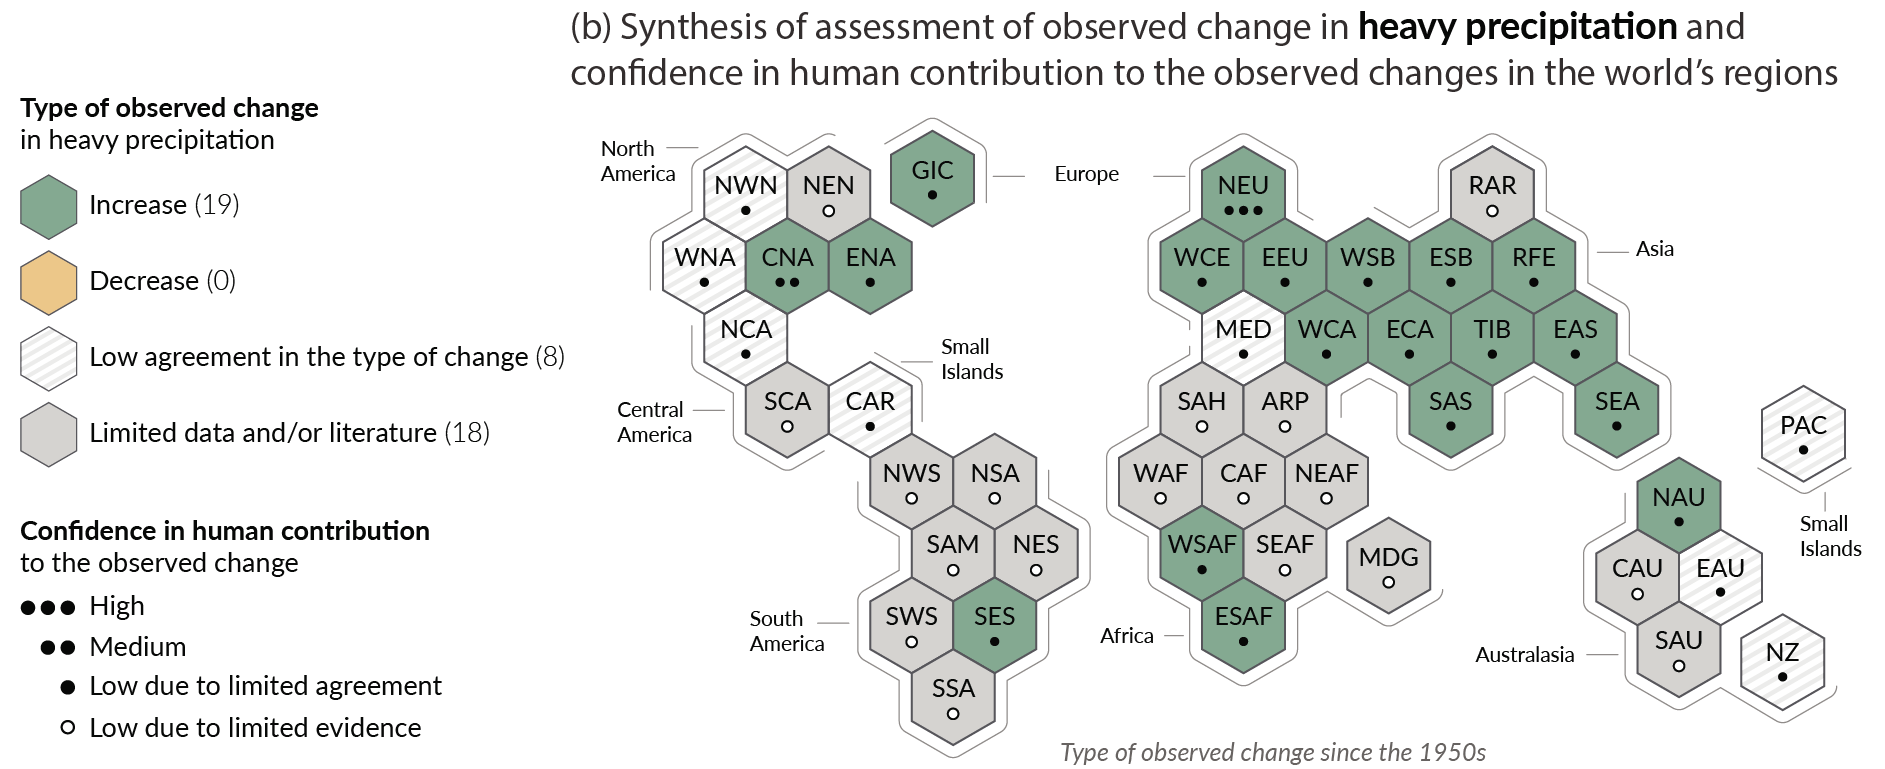 (b) Synthesis of assessment of observed change in heavy precipitation and
confidence in human contribution to the observed changes in the world's regions
Type of observed change
in heavy precipitation
Increase (19)
Decrease (0)
Low agreement in the type of change (8)
Limited data and/or literature (18)
Confidence in human contribution
to the observed change
High
Medium
Low due to limited agreement
Low due to limited evidence
North
America
NWN
NEN
GIC
WNA
CNA
ENA
NCA
Small
Islands
Central
America
SCA
CAR
NWS
NSA
SAM
NES
South
America
SWS
SES
SSA
Europe
NEU
RAR
WCE
EEU
WSB
ESB
RFE
Asia
MED
WCA
ECA
TIB
EAS
SAH
ARP
SAS
SEA
WAF
CAF
NEAF
WSAF
SEAF
MDG
Africa
ESAF
PAC
Small
Islands
NAU
CAU
EAU
Australasia
SAU
NZ
Type of observed change since the 1950s